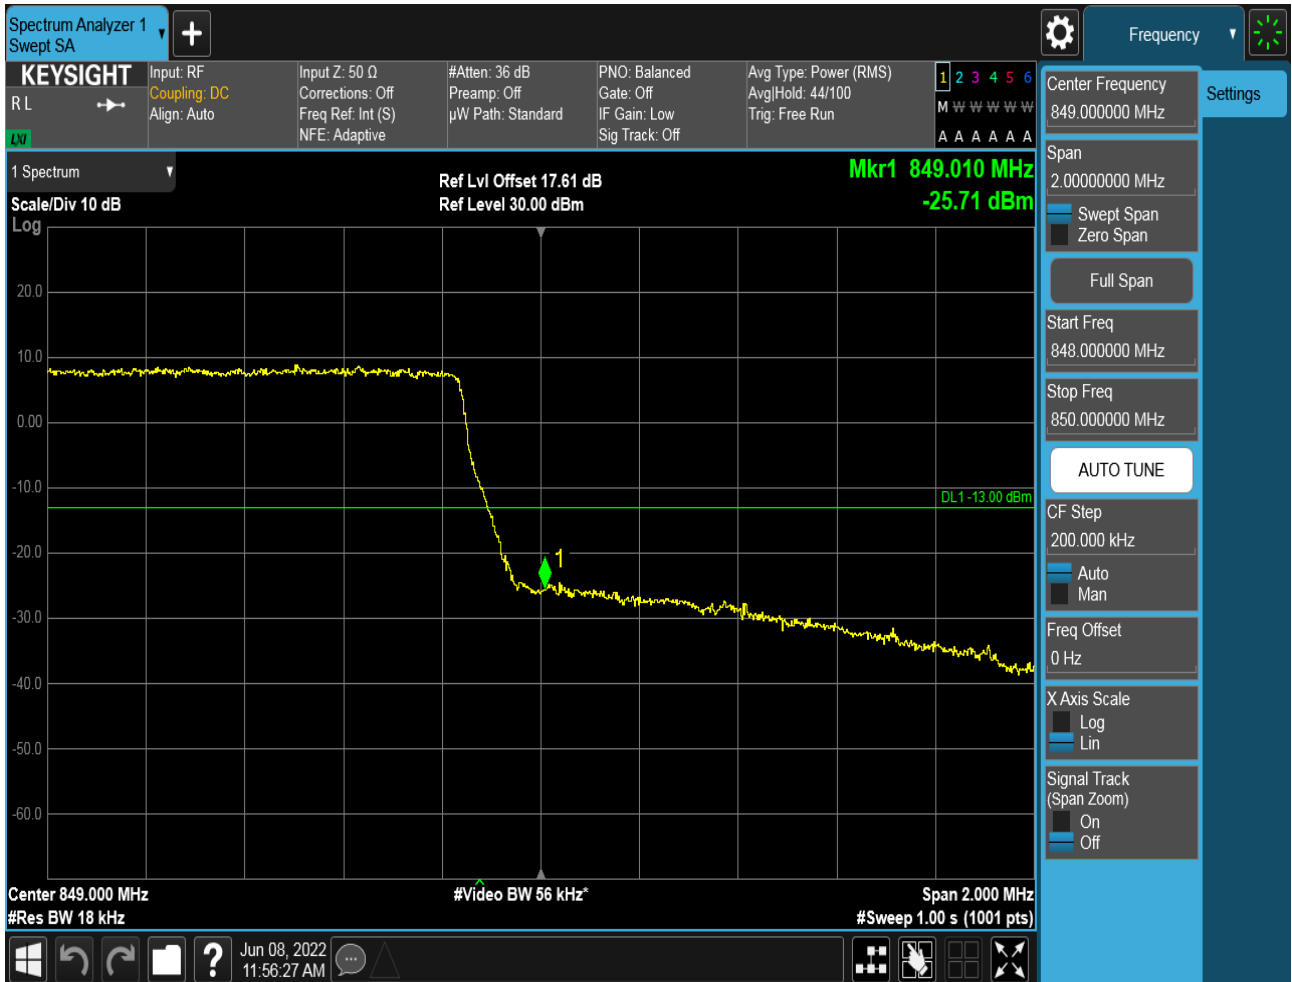 Spectrum Analyzer 1
Swept SA
Frequency
KEYSIGHT
R L
LXI
Input: RF
Coupling: DC
Align: Auto
Input Z: 50 Ω
Corrections: Off
Freq Ref: Int (S)
NFE: Adaptive
#Atten: 36 dB
Preamp: Off
µW Path: Standard
PNO: Balanced
Gate: Off
IF Gain: Low
Sig Track: Off
Avg Type: Power (RMS)
Avg|Hold: 44/100
Trig: Free Run
1 2 3 4 5 6
M W W W W W
A A A A A A
1 Spectrum
Scale/Div 10 dB
Log
Ref Lvl Offset 17.61 dB
Ref Level 30.00 dBm
Mkr1 849.010 MHz
-25.71 dBm
20.0
10.0
0.00
-10.0
-20.0
-30.0
-40.0
-50.0
-60.0
DL1 -13.00 dBm
1
Center 849.000 MHz
#Res BW 18 kHz
#Video BW 56 kHz*
Span 2.000 MHz
#Sweep 1.00 s (1001 pts)
?
Jun 08, 2022
11:56:27 AM
Center Frequency
849.000000 MHz
Settings
Span
2.00000000 MHz
Swept Span
Zero Span
Full Span
Start Freq
848.000000 MHz
Stop Freq
850.000000 MHz
AUTO TUNE
CF Step
200.000 kHz
Auto
Man
Freq Offset
0 Hz
X Axis Scale
Log
Lin
Signal Track
(Span Zoom)
On
Off